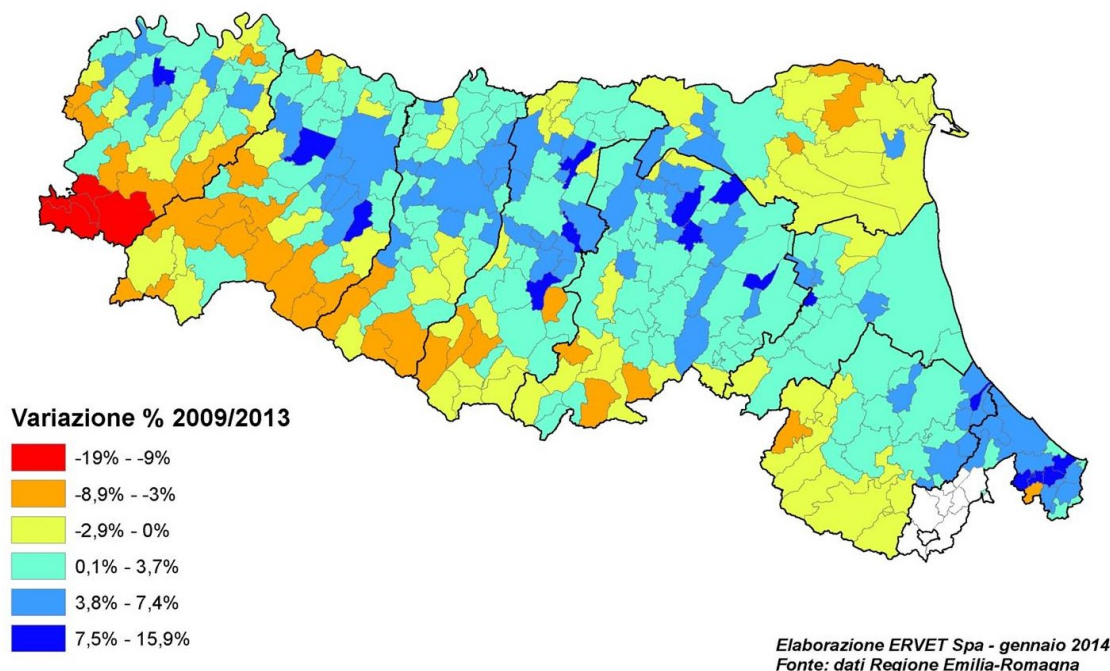 Variazione % 2009/2013
-19% - -9%
-8,9% - -3%
-2,9% - 0%
0,1% - 3,7%
3,8% - 7,4%
7,5% - 15,9%
Elaborazione ERVET Spa - gennaio 2014
Fonte: dati Regione Emilia-Romagna